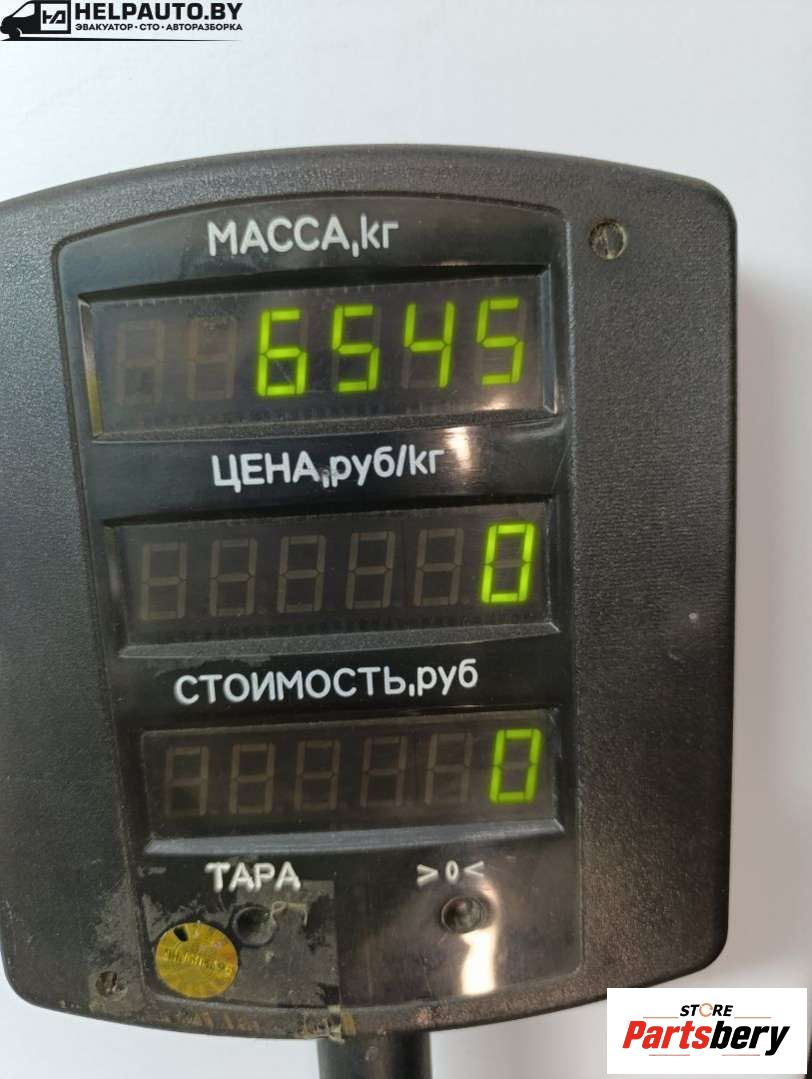 HELPAUTO.BY
ЭВАКУАТОР • СТО • АВТОРАЗБОРКА
МАССА,кг
6545
ЦЕНА,руб/кг
0
СТОИМОСТЬ,руб
0
ТАРА >0<
STORE
Partsbery